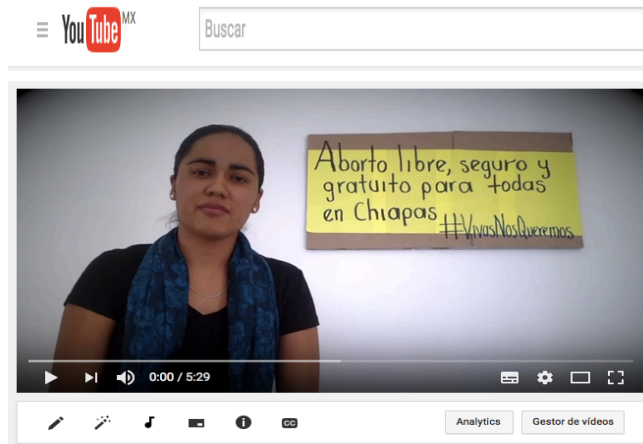 YouTube MX
Buscar
Aborto libre, seguro y
gratuito para todas
en Chiapas
#VivasNosQueremos
0:00 / 5:29
CC
Analytics
Gestor de vídeos